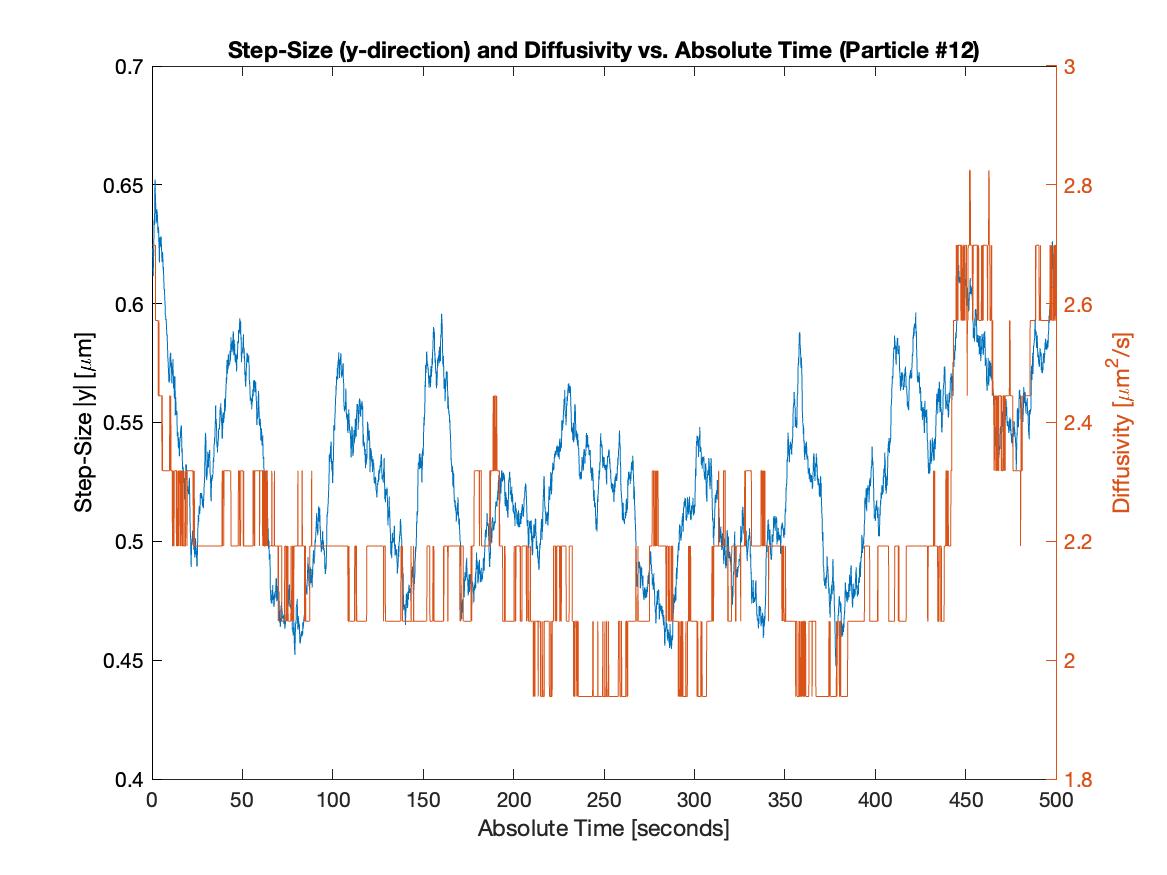 Step-Size (y-direction) and Diffusivity vs. Absolute Time (Particle #12)
0.7
0.65
0.6
0.55
0.5
0.45
0.4
Step-Size |y| [μm]
0 50 100 150 200 250 300 350 400 450 500
Absolute Time [seconds]
3
2.8
2.6
2.4
2.2
2
1.8
Diffusivity [μm²/s]